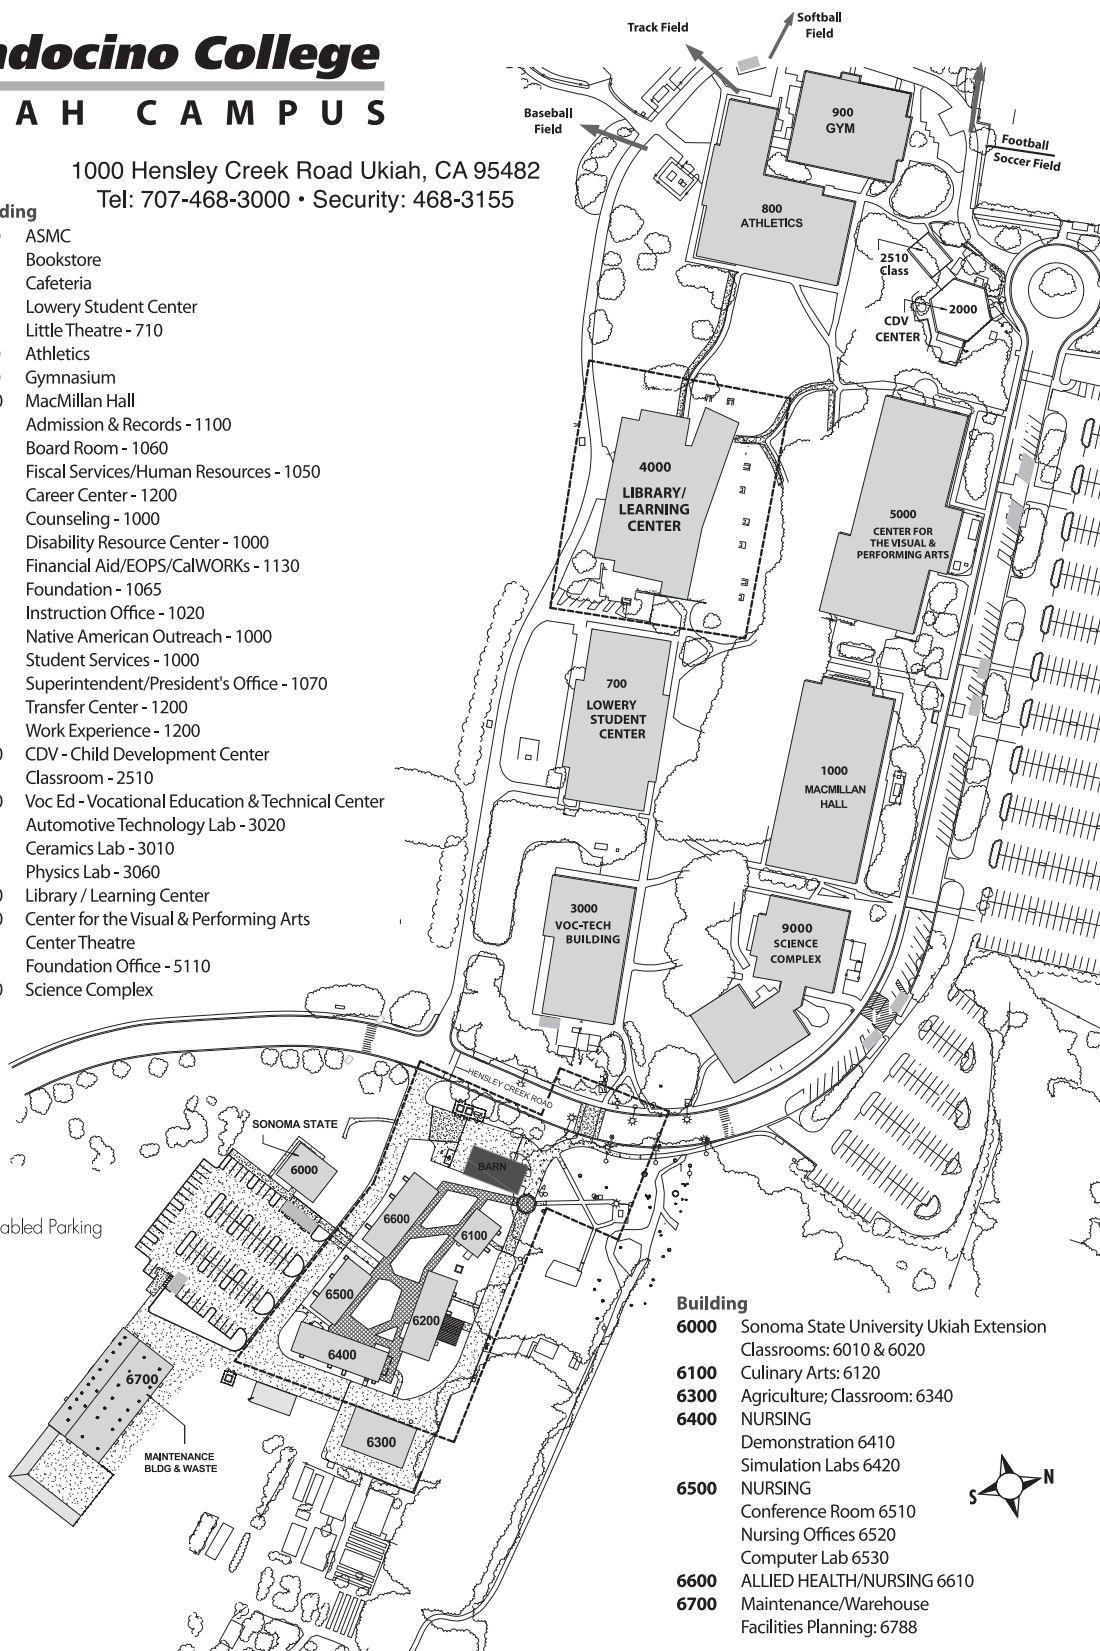 ndocino College
AH CAMPUS
1000 Hensley Creek Road Ukiah, CA 95482
Tel: 707-468-3000 • Security: 468-3155
ding
ASMC
Bookstore
Cafeteria
Lowery Student Center
Little Theatre - 710
Athletics
Gymnasium
0 MacMillan Hall
Admission & Records - 1100
Board Room - 1060
Fiscal Services/Human Resources - 1050
Career Center - 1200
Counseling - 1000
Disability Resource Center - 1000
Financial Aid/EOPS/CalWORKs - 1130
Foundation - 1065
Instruction Office - 1020
Native American Outreach - 1000
Student Services - 1000
Superintendent/President's Office - 1070
Transfer Center - 1200
Work Experience - 1200
0 CDV - Child Development Center
Classroom - 2510
0 Voc Ed - Vocational Education & Technical Center
Automotive Technology Lab - 3020
Ceramics Lab - 3010
Physics Lab - 3060
0 Library / Learning Center
0 Center for the Visual & Performing Arts
Center Theatre
Foundation Office - 5110
0 Science Complex
abled Parking
Track Field
Softball
Field
Baseball
Field
Football
Soccer Field
900
GYM
800
ATHLETICS
2510
Class
2000
CDV
CENTER
4000
LIBRARY/
LEARNING
CENTER
5000
CENTER FOR
THE VISUAL &
PERFORMING ARTS
700
LOWERY
STUDENT
CENTER
1000
MACMILLAN
HALL
3000
VOC-TECH
BUILDING
9000
SCIENCE
COMPLEX
HENSLEY CREEK ROAD
SONOMA STATE
6000
BARN
6600
6100
6500
6200
6400
6700
6300
MAINTENANCE
BLDG & WASTE
Building
6000 Sonoma State University Ukiah Extension
Classrooms: 6010 & 6020
6100 Culinary Arts: 6120
6300 Agriculture; Classroom: 6340
6400 NURSING
Demonstration 6410
Simulation Labs 6420
6500 NURSING
Conference Room 6510
Nursing Offices 6520
Computer Lab 6530
6600 ALLIED HEALTH/NURSING 6610
6700 Maintenance/Warehouse
Facilities Planning: 6788
N
S